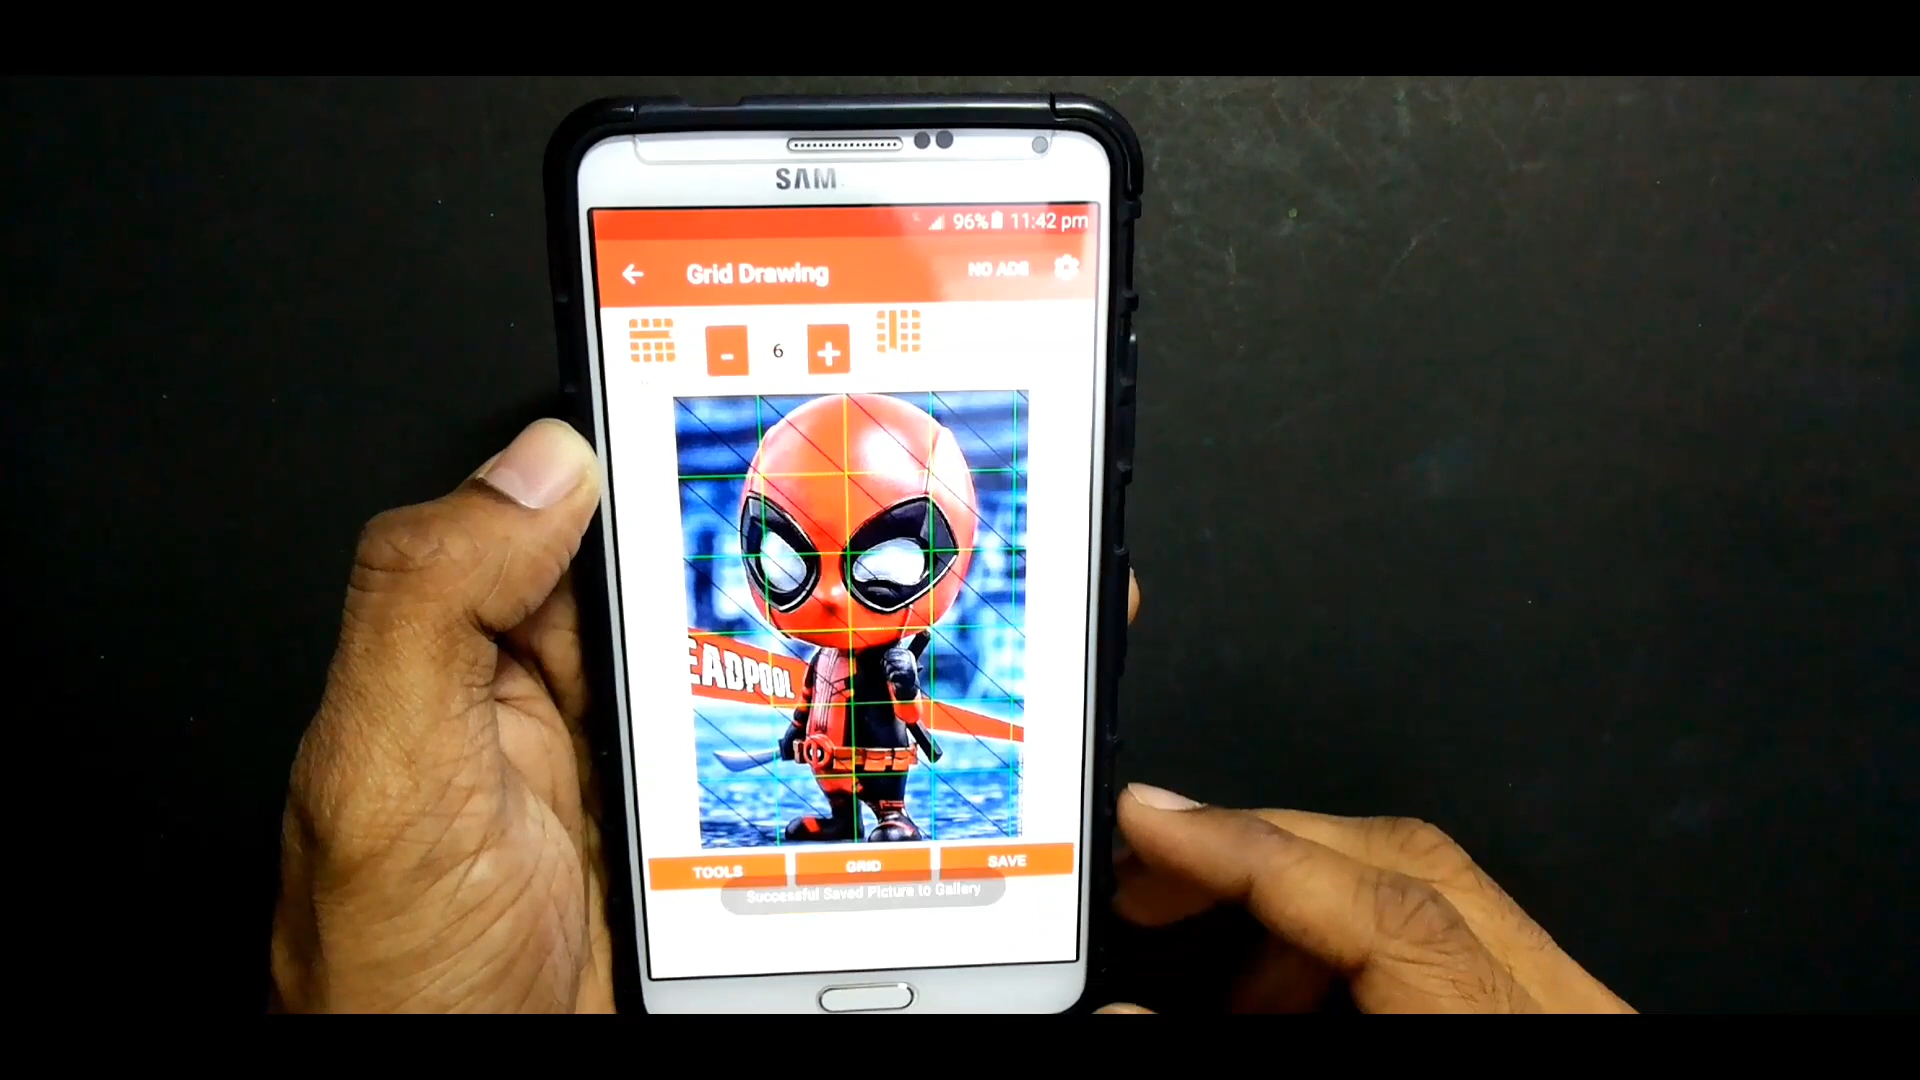 SAM
96% 11:42 pm
Grid Drawing NO ADS
- 6 +
EADPOOL
TOOLS GRID SAVE
Successful Saved Picture to Gallery